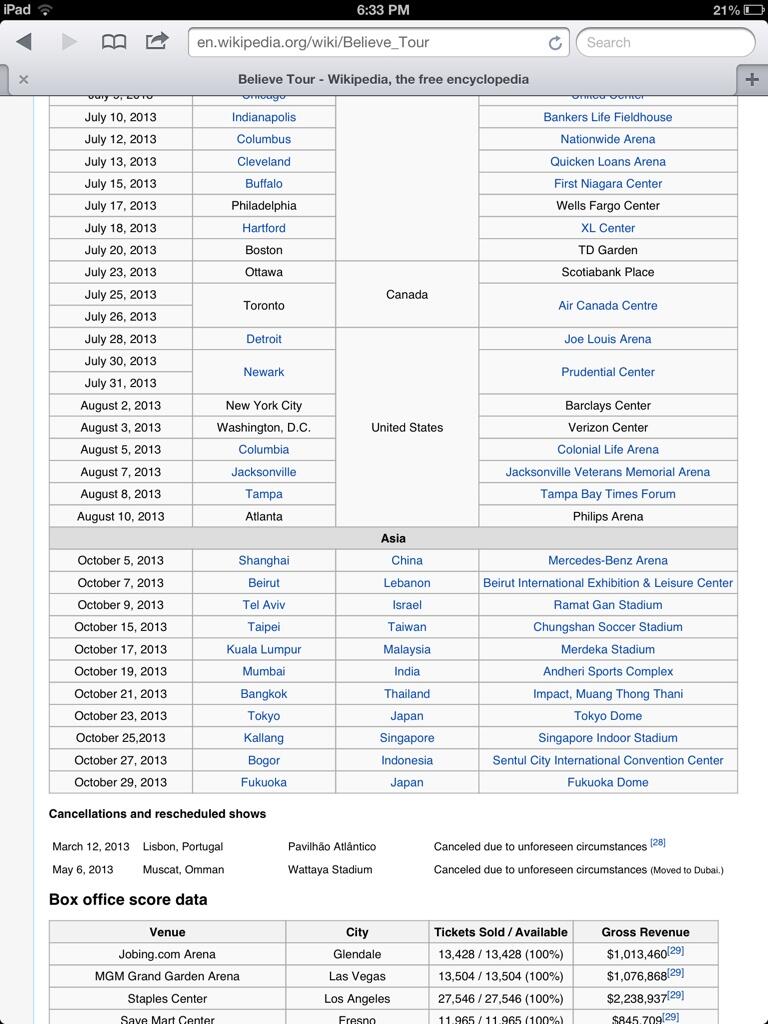 iPad 6:33 PM 21%
en.wikipedia.org/wiki/Believe_Tour Search
Believe Tour - Wikipedia, the free encyclopedia
July 9, 2013 Chicago United Center
July 10, 2013 Indianapolis Bankers Life Fieldhouse
July 12, 2013 Columbus Nationwide Arena
July 13, 2013 Cleveland Quicken Loans Arena
July 15, 2013 Buffalo First Niagara Center
July 17, 2013 Philadelphia Wells Fargo Center
July 18, 2013 Hartford XL Center
July 20, 2013 Boston TD Garden
July 23, 2013 Ottawa Scotiabank Place
July 25, 2013 Canada
Toronto Air Canada Centre
July 26, 2013
July 28, 2013 Detroit Joe Louis Arena
July 30, 2013
Newark Prudential Center
July 31, 2013
August 2, 2013 New York City Barclays Center
August 3, 2013 Washington, D.C. United States Verizon Center
August 5, 2013 Columbia Colonial Life Arena
August 7, 2013 Jacksonville Jacksonville Veterans Memorial Arena
August 8, 2013 Tampa Tampa Bay Times Forum
August 10, 2013 Atlanta Philips Arena
Asia
October 5, 2013 Shanghai China Mercedes-Benz Arena
October 7, 2013 Beirut Lebanon Beirut International Exhibition & Leisure Center
October 9, 2013 Tel Aviv Israel Ramat Gan Stadium
October 15, 2013 Taipei Taiwan Chungshan Soccer Stadium
October 17, 2013 Kuala Lumpur Malaysia Merdeka Stadium
October 19, 2013 Mumbai India Andheri Sports Complex
October 21, 2013 Bangkok Thailand Impact, Muang Thong Thani
October 23, 2013 Tokyo Japan Tokyo Dome
October 25,2013 Kallang Singapore Singapore Indoor Stadium
October 27, 2013 Bogor Indonesia Sentul City International Convention Center
October 29, 2013 Fukuoka Japan Fukuoka Dome
Cancellations and rescheduled shows
March 12, 2013 Lisbon, Portugal Pavilhão Atlântico Canceled due to unforeseen circumstances [28]
May 6, 2013 Muscat, Omman Wattaya Stadium Canceled due to unforeseen circumstances (Moved to Dubai.)
Box office score data
Venue City Tickets Sold / Available Gross Revenue
Jobing.com Arena Glendale 13,428 / 13,428 (100%) $1,013,460[29]
MGM Grand Garden Arena Las Vegas 13,504 / 13,504 (100%) $1,076,868[29]
Staples Center Los Angeles 27,546 / 27,546 (100%) $2,238,937[29]
Save Mart Center Fresno 11,965 / 11,965 (100%) $845,709[29]